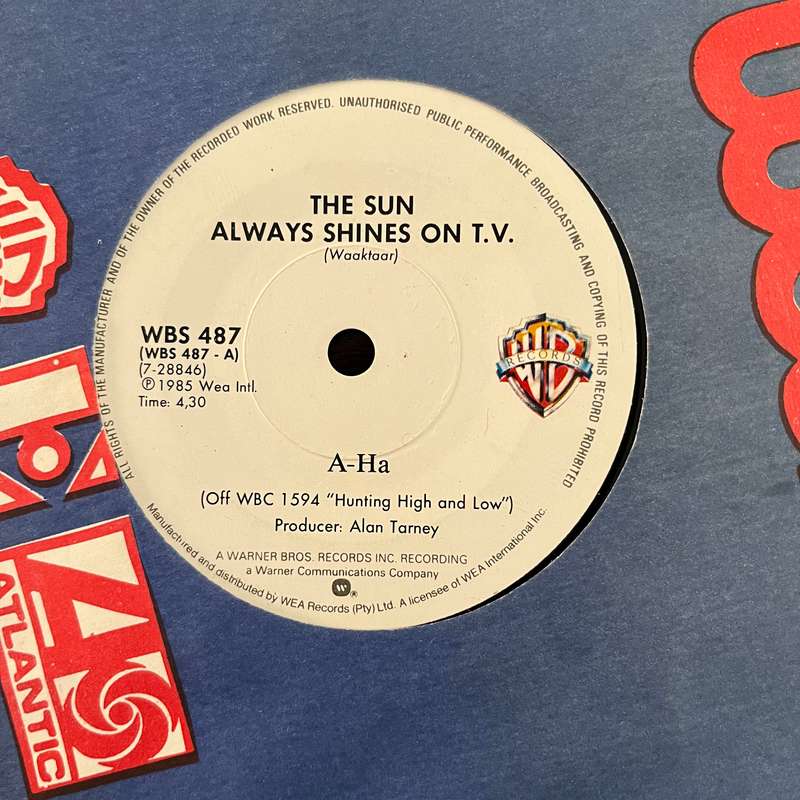 ALL RIGHTS OF THE MANUFACTURER AND OF THE OWNER OF THE RECORDED WORK RESERVED. UNAUTHORISED PUBLIC PERFORMANCE BROADCASTING AND COPYING OF THIS RECORD PROHIBITED
THE SUN
ALWAYS SHINES ON T.V.
(Waaktaar)
WBS 487
(WBS 487 - A)
(7-28846)
℗ 1985 Wea Intl.
Time: 4,30
WB
RECORDS
A-Ha
(Off WBC 1594 "Hunting High and Low")
Producer: Alan Tarney
A WARNER BROS. RECORDS INC. RECORDING
a Warner Communications Company
W®
Manufactured and distributed by WEA Records (Pty) Ltd. A licensee of WEA International Inc.
ATLANTIC